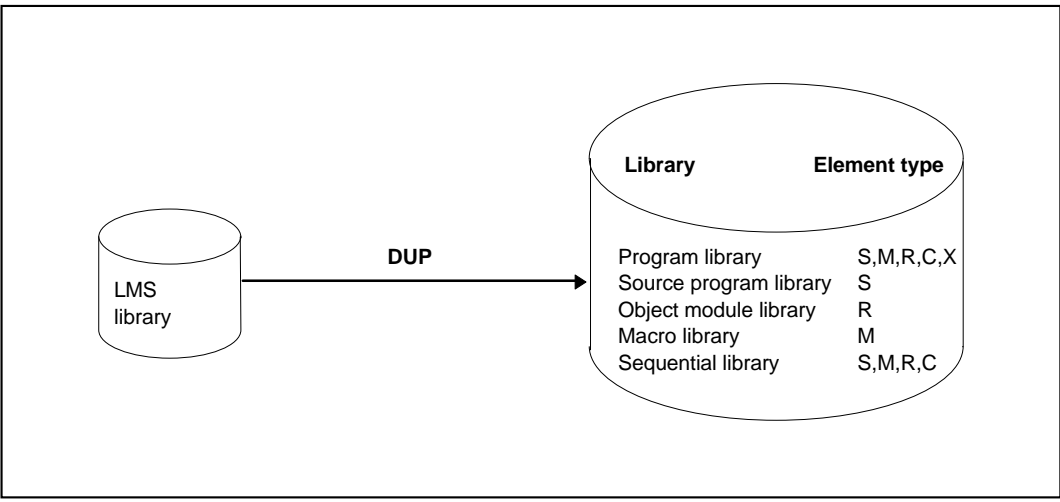 Library Element type
DUP
LMS
library
Program library S,M,R,C,X
Source program library S
Object module library R
Macro library M
Sequential library S,M,R,C